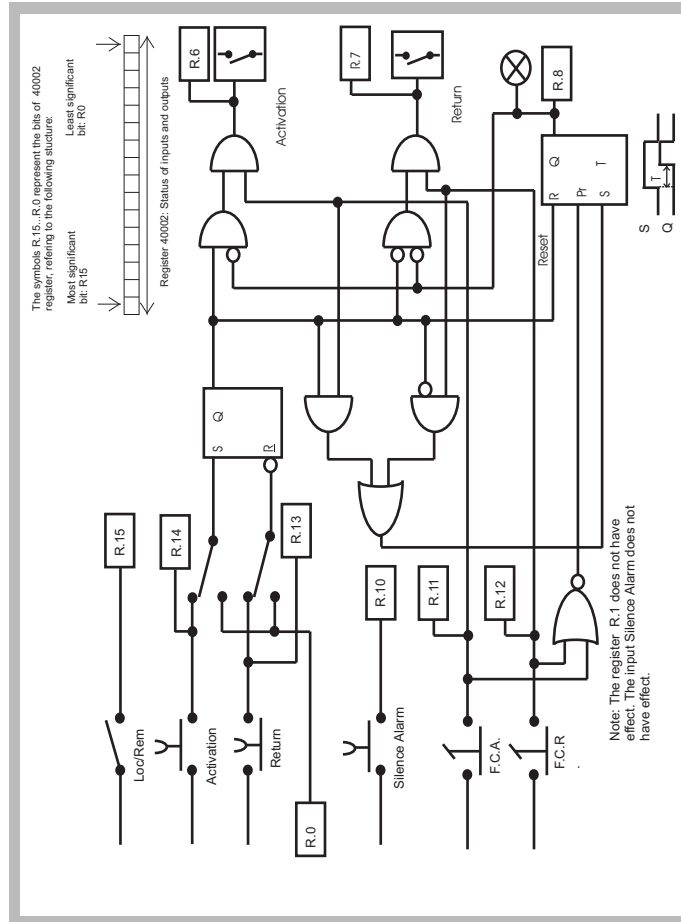 The symbols R.15...R.0 represent the bits of 40002
register, refering to the following stucture:
Most significant
bit: R15
Least significant
bit: R0
Register 40002: Status of inputs and outputs
R.15
R.14
R.13
R.10
R.11
R.12
R.0
Loc/Rem
Activation
Return
Silence Alarm
F.C.A.
F.C.R
.
S
Q
R
R.6
Activation
R.7
Return
R.8
Reset
R
Q
Pr
S
T
S
Q
T
Note: The register R.1 does not have
effect. The input Silence Alarm does not
have effect.